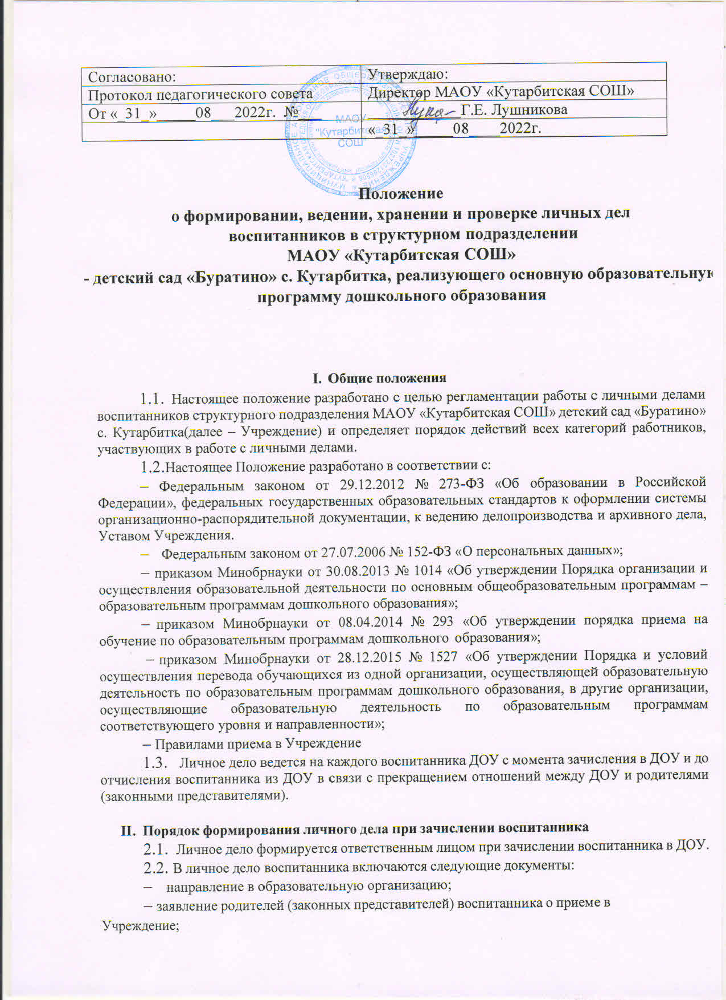 Согласовано:
Утверждаю:
Протокол педагогического совета
Директор МАОУ «Кутарбитская СОШ»
От «_31_»_____08___2022г. №___
____________Г.Е. Лушникова
«_31_»_____08____2022г.
МАОУ
"Кутарбитская
СОШ"
Положение
о формировании, ведении, хранении и проверке личных дел
воспитанников в структурном подразделении
МАОУ «Кутарбитская СОШ»
- детский сад «Буратино» с. Кутарбитка, реализующего основную образовательную
программу дошкольного образования
I. Общие положения
1.1. Настоящее положение разработано с целью регламентации работы с личными делами
воспитанников структурного подразделения МАОУ «Кутарбитская СОШ» детский сад «Буратино»
с. Кутарбитка(далее – Учреждение) и определяет порядок действий всех категорий работников,
участвующих в работе с личными делами.
1.2.Настоящее Положение разработано в соответствии с:
– Федеральным законом от 29.12.2012 № 273-ФЗ «Об образовании в Российской
Федерации», федеральных государственных образовательных стандартов к оформлении системы
организационно-распорядительной документации, к ведению делопроизводства и архивного дела,
Уставом Учреждения.
– Федеральным законом от 27.07.2006 № 152-ФЗ «О персональных данных»;
– приказом Минобрнауки от 30.08.2013 № 1014 «Об утверждении Порядка организации и
осуществления образовательной деятельности по основным общеобразовательным программам –
образовательным программам дошкольного образования»;
– приказом Минобрнауки от 08.04.2014 № 293 «Об утверждении порядка приема на
обучение по образовательным программам дошкольного образования»;
– приказом Минобрнауки от 28.12.2015 № 1527 «Об утверждении Порядка и условий
осуществления перевода обучающихся из одной организации, осуществляющей образовательную
деятельность по образовательным программам дошкольного образования, в другие организации,
осуществляющие образовательную деятельность по образовательным программам
соответствующего уровня и направленности»;
– Правилами приема в Учреждение
1.3. Личное дело ведется на каждого воспитанника ДОУ с момента зачисления в ДОУ и до
отчисления воспитанника из ДОУ в связи с прекращением отношений между ДОУ и родителями
(законными представителями).
II. Порядок формирования личного дела при зачислении воспитанника
2.1. Личное дело формируется ответственным лицом при зачислении воспитанника в ДОУ.
2.2. В личное дело воспитанника включаются следующие документы:
– направление в образовательную организацию;
– заявление родителей (законных представителей) воспитанника о приеме в
Учреждение;